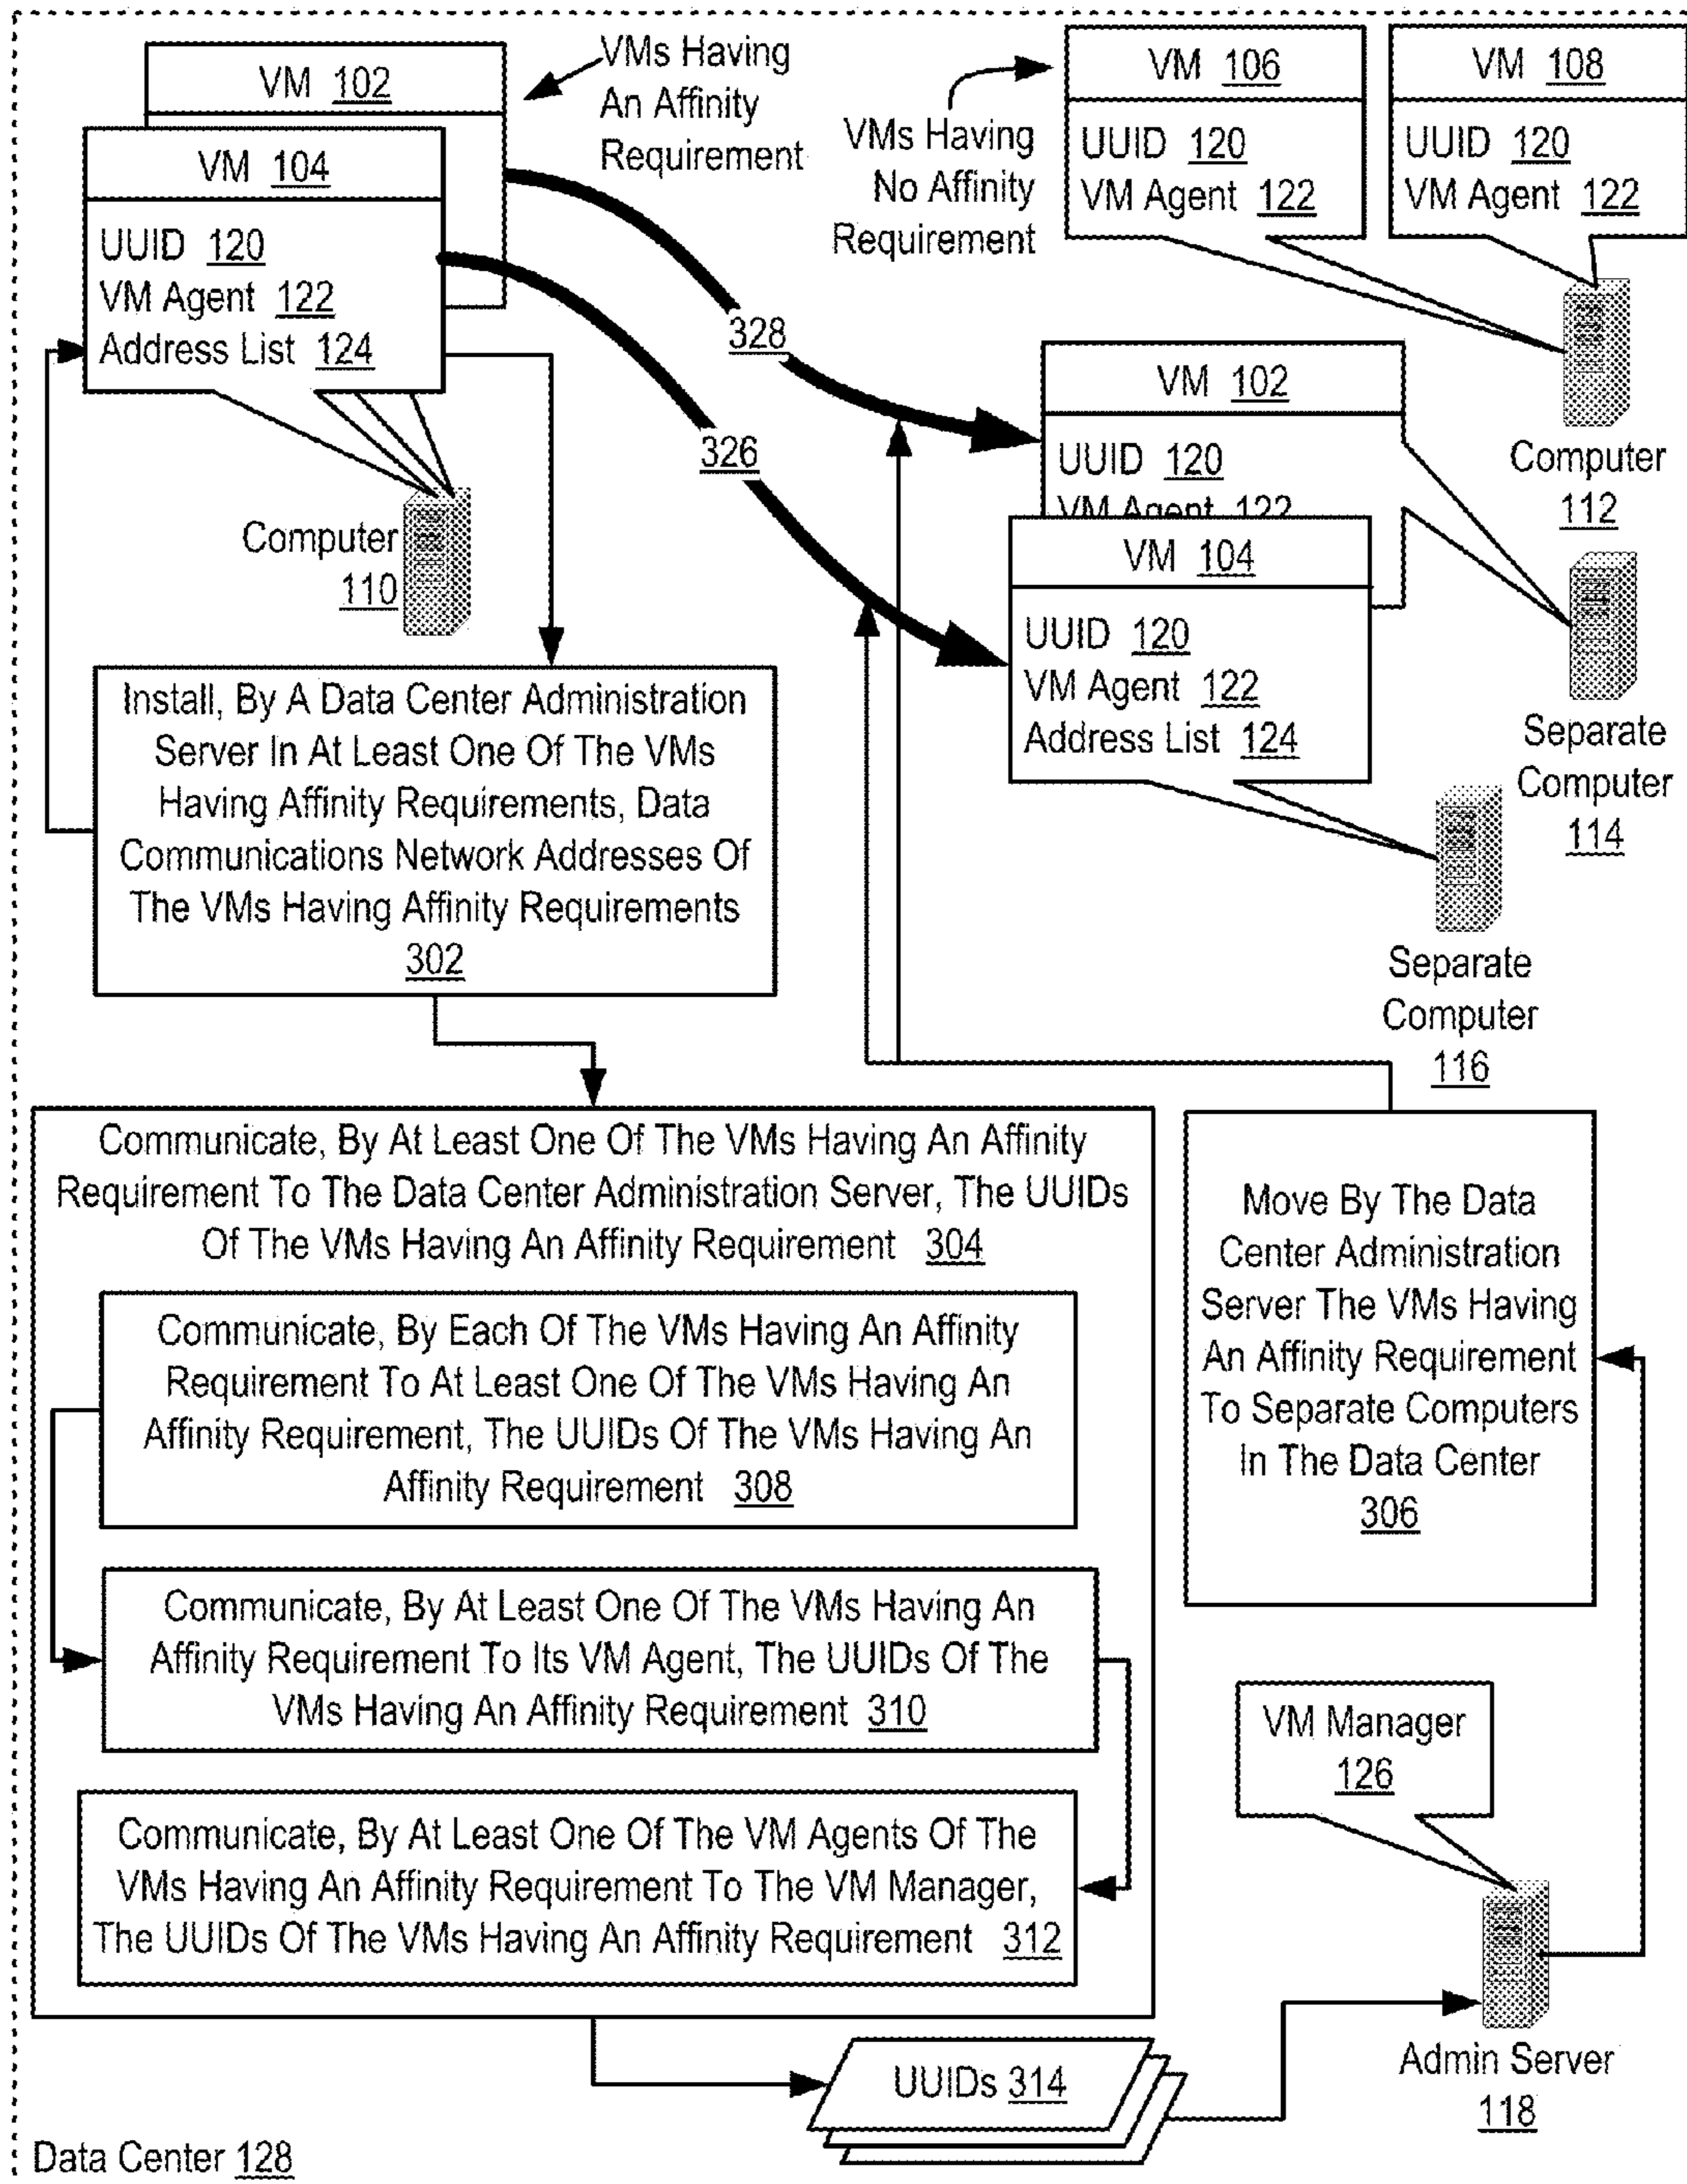 VM 102
VM 104
UUID 120
VM Agent 122
Address List 124
VMs Having
An Affinity
Requirement
VMs Having
No Affinity
Requirement
VM 106
UUID 120
VM Agent 122
VM 108
UUID 120
VM Agent 122
Computer
112
328
326
Computer
110
VM 102
UUID 120
VM Agent 122
VM 104
UUID 120
VM Agent 122
Address List 124
Separate
Computer
114
Separate
Computer
116
Install, By A Data Center Administration
Server In At Least One Of The VMs
Having Affinity Requirements, Data
Communications Network Addresses Of
The VMs Having Affinity Requirements
302
Communicate, By At Least One Of The VMs Having An Affinity
Requirement To The Data Center Administration Server, The UUIDs
Of The VMs Having An Affinity Requirement 304
Communicate, By Each Of The VMs Having An Affinity
Requirement To At Least One Of The VMs Having An
Affinity Requirement, The UUIDs Of The VMs Having An
Affinity Requirement 308
Communicate, By At Least One Of The VMs Having An
Affinity Requirement To Its VM Agent, The UUIDs Of The
VMs Having An Affinity Requirement 310
Communicate, By At Least One Of The VM Agents Of The
VMs Having An Affinity Requirement To The VM Manager,
The UUIDs Of The VMs Having An Affinity Requirement 312
Move By The Data
Center Administration
Server The VMs Having
An Affinity Requirement
To Separate Computers
In The Data Center
306
VM Manager
126
Admin Server
118
UUIDs 314
Data Center 128